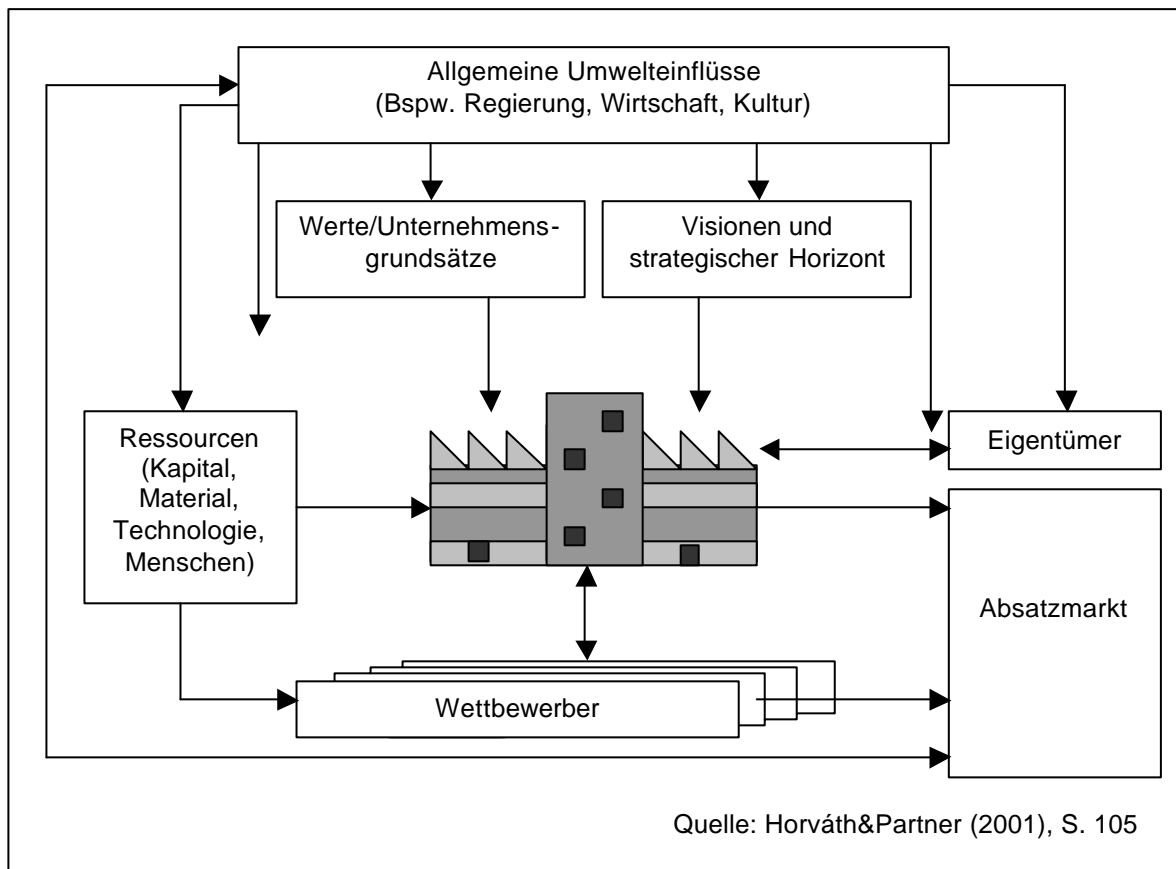 Allgemeine Umwelteinflüsse
(Bspw. Regierung, Wirtschaft, Kultur)
Werte/Unternehmens-
grundsätze
Visionen und
strategischer Horizont
Ressourcen
(Kapital,
Material,
Technologie,
Menschen)
Eigentümer
Absatzmarkt
Wettbewerber
Quelle: Horváth&Partner (2001), S. 105